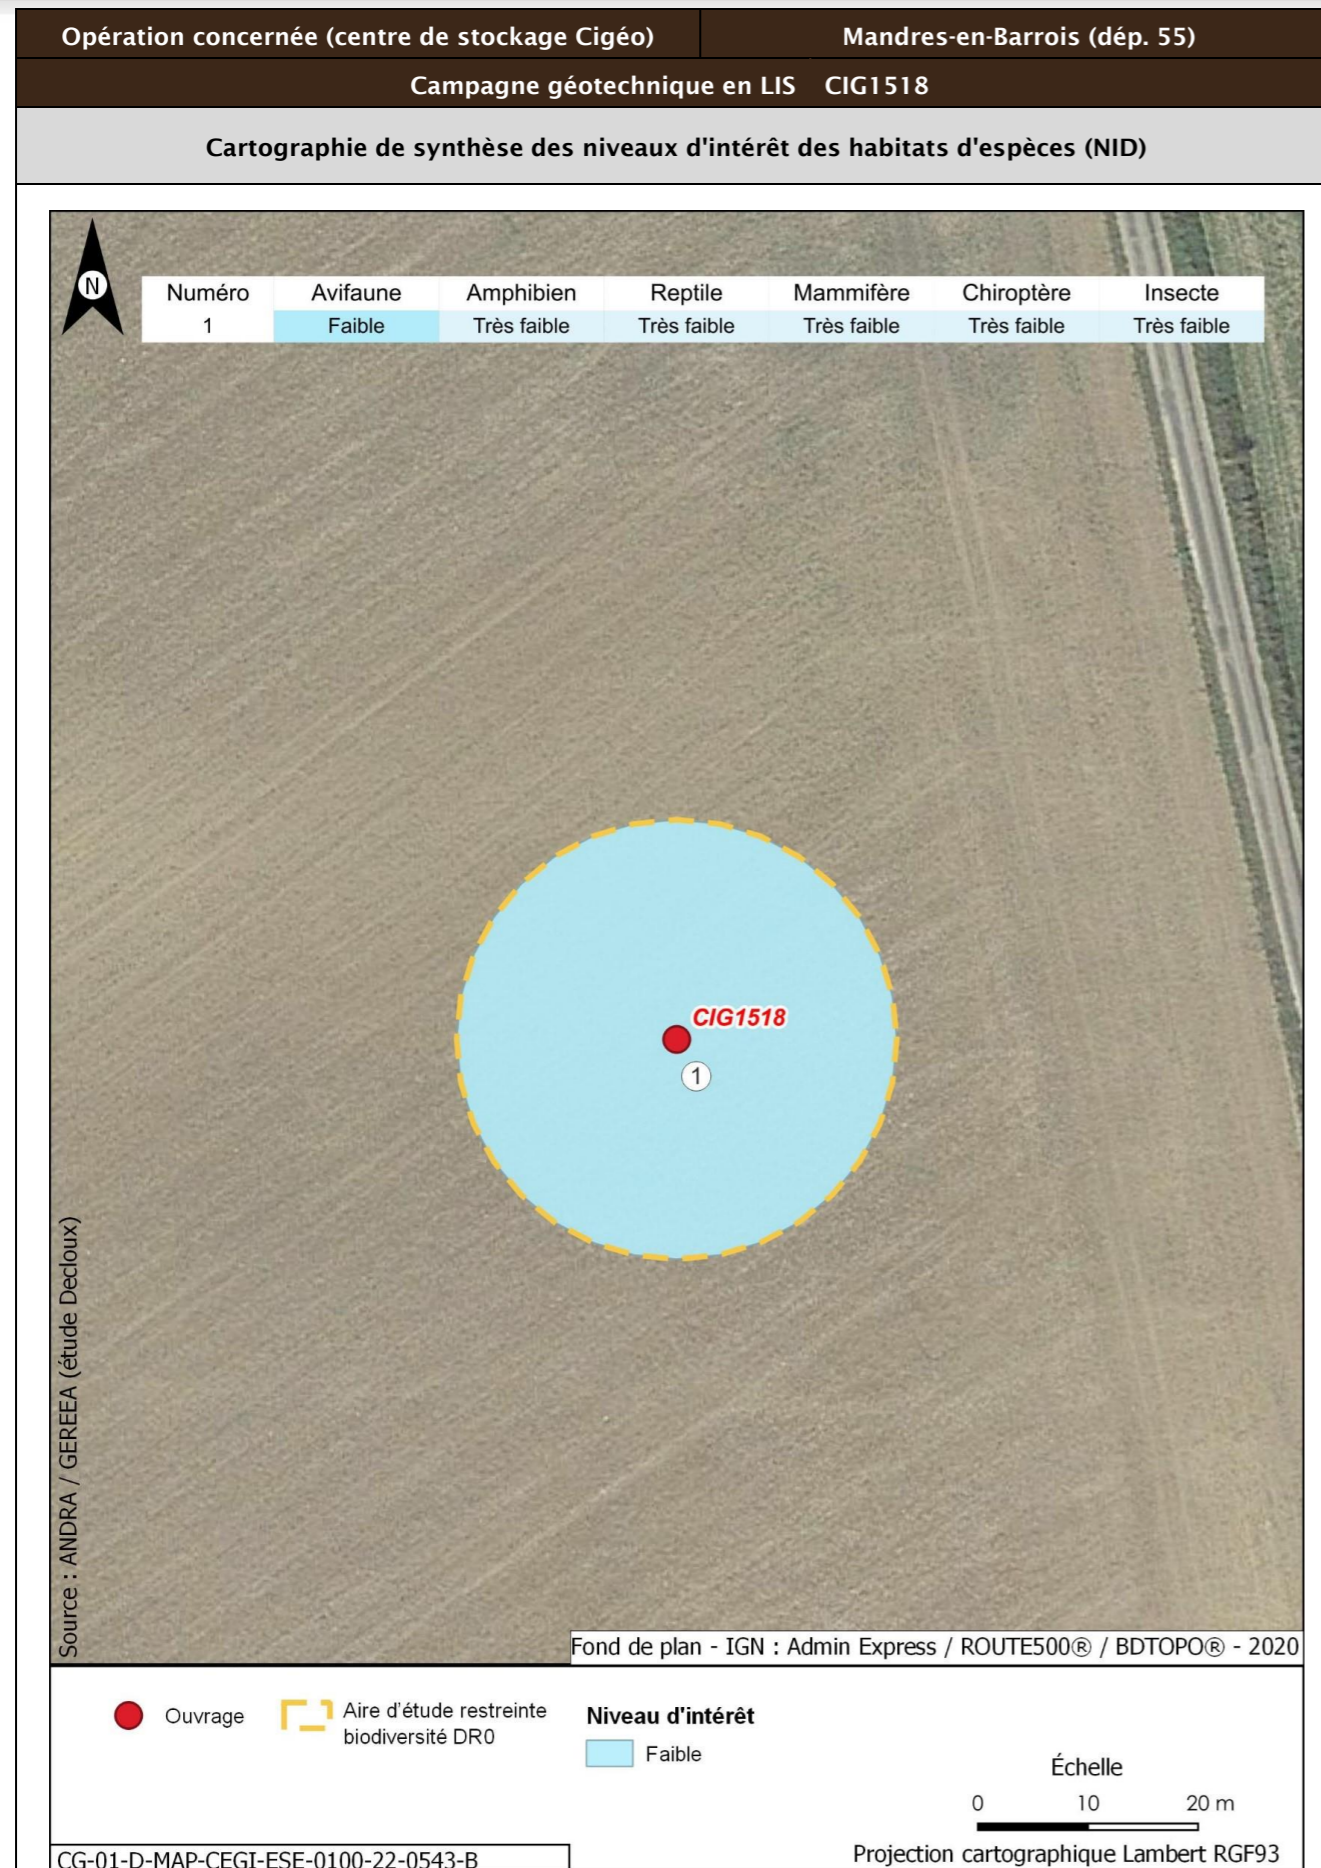 Opération concernée (centre de stockage Cigéo) Mandres-en-Barrois (dép. 55)
Campagne géotechnique en LIS CIG1518
Cartographie de synthèse des niveaux d'intérêt des habitats d'espèces (NID)
N
Numéro Avifaune Amphibien Reptile Mammifère Chiroptère Insecte
1 Faible Très faible Très faible Très faible Très faible Très faible
CIG1518
1
Source : ANDRA / GEREEA (étude Decloux)
Fond de plan - IGN : Admin Express / ROUTE500® / BDTOPO® - 2020
Ouvrage
Aire d'étude restreinte
biodiversité DR0
Niveau d'intérêt
Faible
Échelle
0 10 20 m
Projection cartographique Lambert RGF93
CG-01-D-MAP-CEGI-ESE-0100-22-0543-B